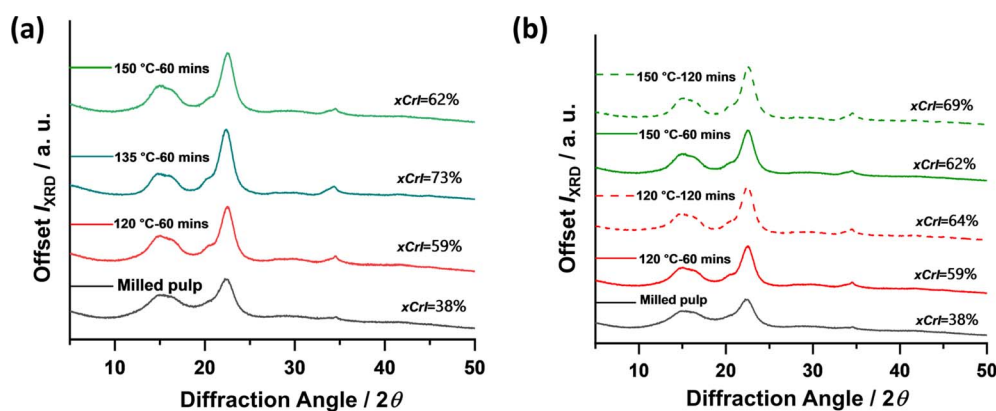 (a)
Offset I_XRD / a. u.
150 °C-60 mins
xCrI=62%
135 °C-60 mins
xCrI=73%
120 °C-60 mins
xCrI=59%
Milled pulp
xCrI=38%
10 20 30 40 50
Diffraction Angle / 2θ
(b)
Offset I_XRD / a. u.
150 °C-120 mins
xCrI=69%
150 °C-60 mins
xCrI=62%
120 °C-120 mins
xCrI=64%
120 °C-60 mins
xCrI=59%
Milled pulp
xCrI=38%
10 20 30 40 50
Diffraction Angle / 2θ